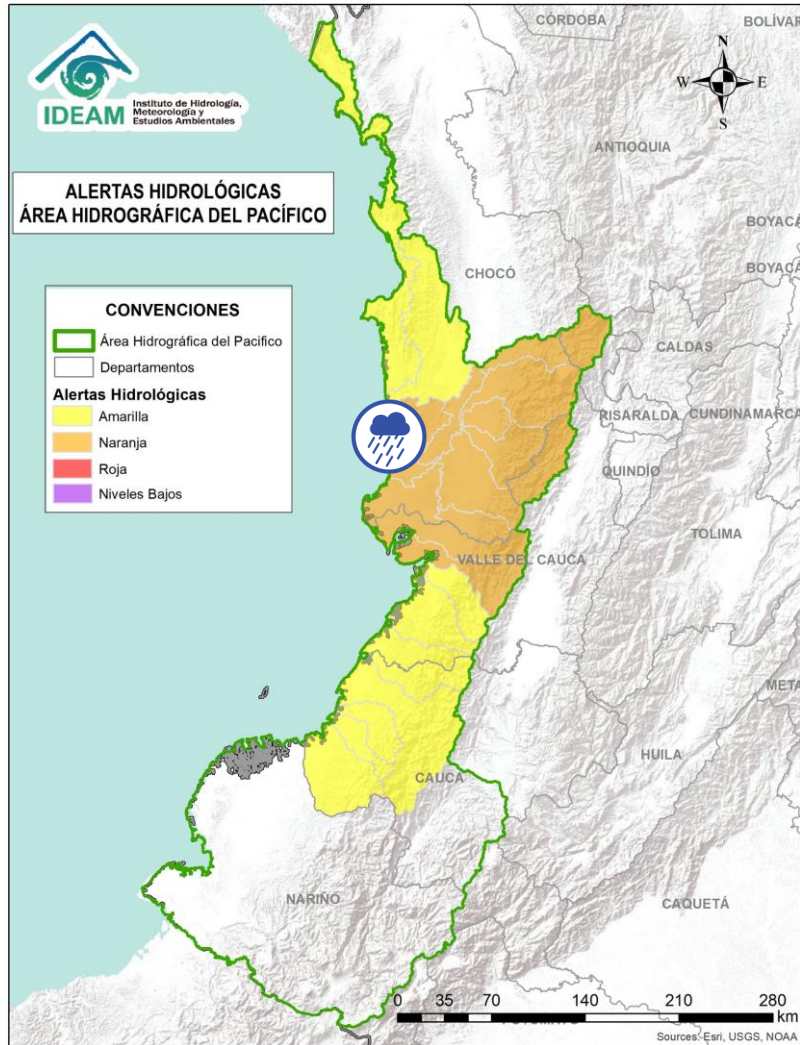 CÓRDOBA
BOLÍVAR
N
W
E
S
IDEAM
Instituto de Hidrología,
Meteorología y
Estudios Ambientales
ANTIOQUIA
ALERTAS HIDROLÓGICAS
ÁREA HIDROGRÁFICA DEL PACÍFICO
BOYACÁ
BOYACÁ
CHOCÓ
CONVENCIONES
Área Hidrográfica del Pacifico
Departamentos
Alertas Hidrológicas
Amarilla
Naranja
Roja
Niveles Bajos
CALDAS
RISARALDA
CUNDINAMARCA
QUINDÍO
TOLIMA
VALLE DEL CAUCA
META
HUILA
CAUCA
NARIÑO
CAQUETÁ
0 35 70 140 210 280
km
Sources: Esri, USGS, NOAA